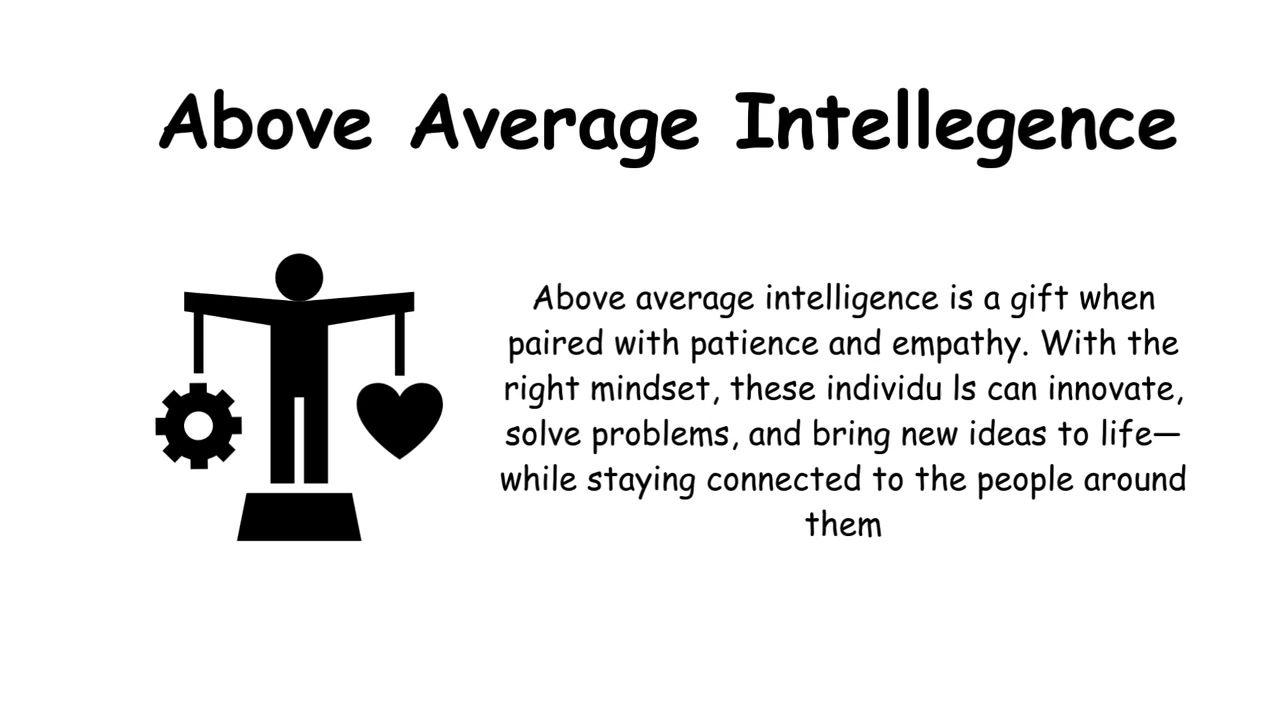 Above Average Intellegence
Above average intelligence is a gift when
paired with patience and empathy. With the
right mindset, these individu ls can innovate,
solve problems, and bring new ideas to life—
while staying connected to the people around
them